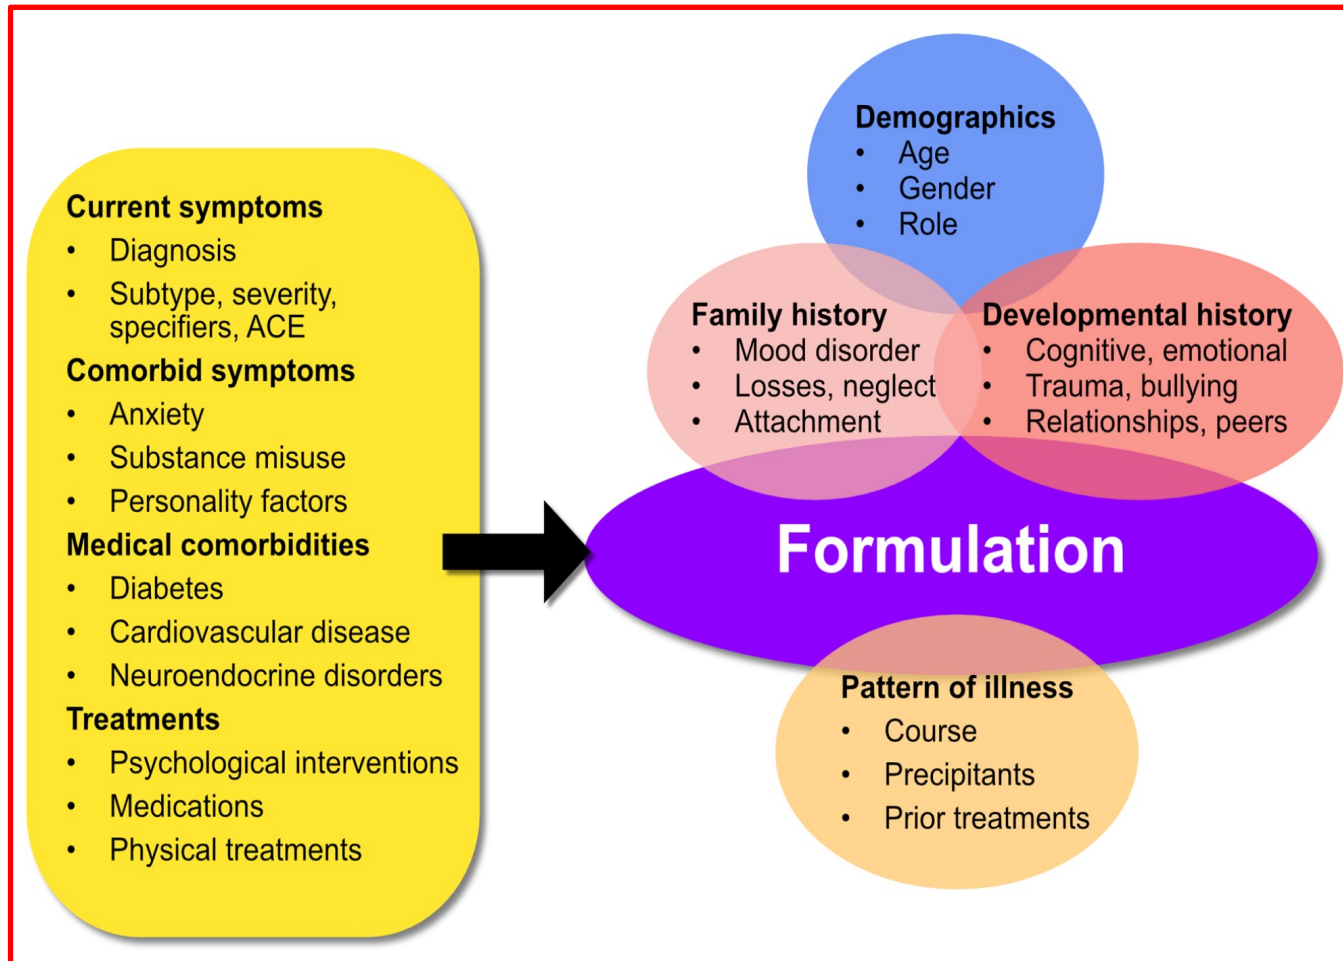 Current symptoms
• Diagnosis
• Subtype, severity,
specifiers, ACE
Comorbid symptoms
• Anxiety
• Substance misuse
• Personality factors
Medical comorbidities
• Diabetes
• Cardiovascular disease
• Neuroendocrine disorders
Treatments
• Psychological interventions
• Medications
• Physical treatments
Demographics
• Age
• Gender
• Role
Family history
• Mood disorder
• Losses, neglect
• Attachment
Developmental history
• Cognitive, emotional
• Trauma, bullying
• Relationships, peers
Formulation
Pattern of illness
• Course
• Precipitants
• Prior treatments